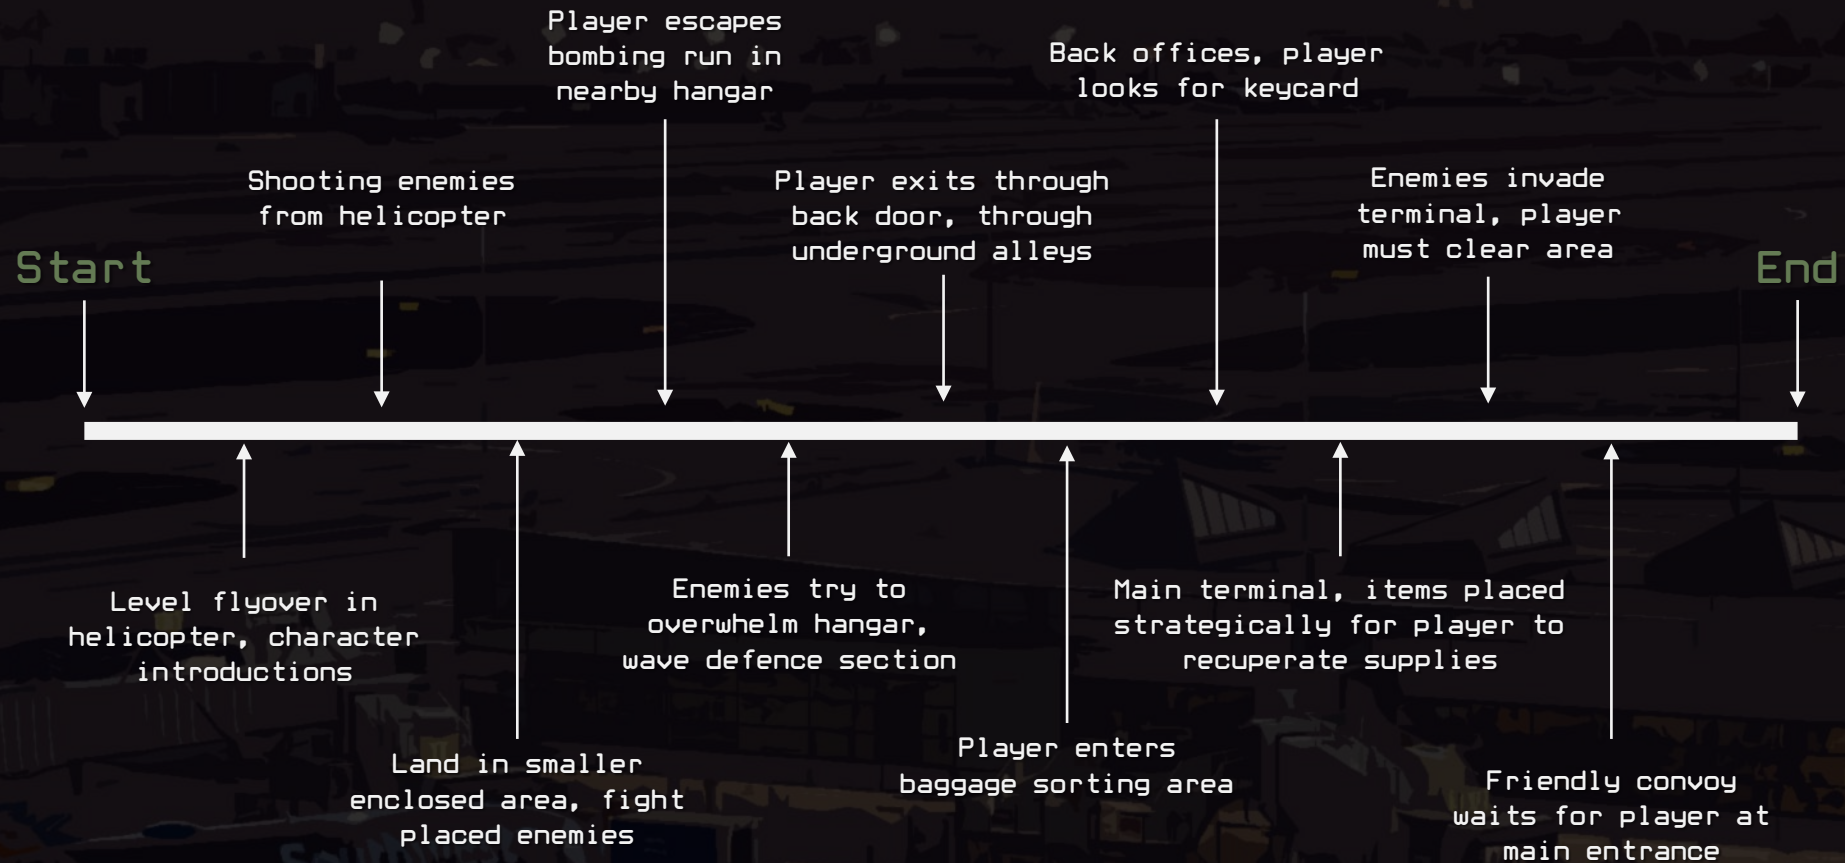 Player escapes
bombing run in
nearby hangar
Back offices, player
looks for keycard
Shooting enemies
from helicopter
Player exits through
back door, through
underground alleys
Enemies invade
terminal, player
must clear area
Start
End
Level flyover in
helicopter, character
introductions
Enemies try to
overwhelm hangar,
wave defence section
Main terminal, items placed
strategically for player to
recuperate supplies
Land in smaller
enclosed area, fight
placed enemies
Player enters
baggage sorting area
Friendly convoy
waits for player at
main entrance